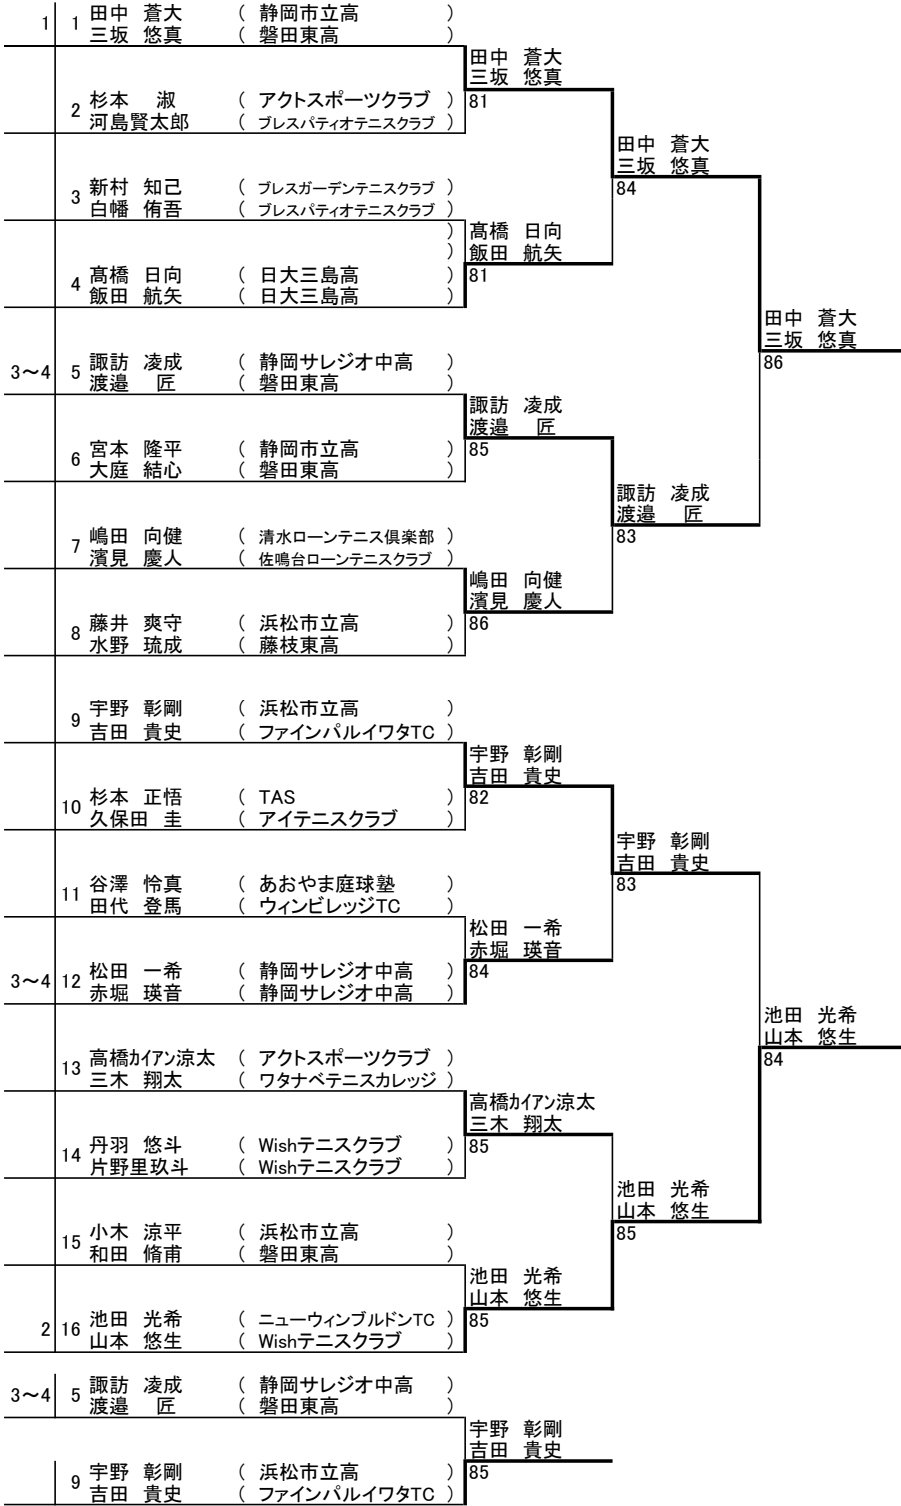 1 1 田中 蒼大 ( 静岡市立高 )
三坂 悠真 ( 磐田東高 )
田中 蒼大
三坂 悠真
81
2 杉本 淑 ( アクトスポーツクラブ )
河島賢太郎 ( ブレスパティオテニスクラブ )
田中 蒼大
三坂 悠真
84
3 新村 知己 ( ブレスガーデンテニスクラブ )
白幡 侑吾 ( ブレスパティオテニスクラブ )
)
)
髙橋 日向
飯田 航矢
81
4 髙橋 日向 ( 日大三島高 )
飯田 航矢 ( 日大三島高 )
田中 蒼大
三坂 悠真
86
3～4 5 諏訪 凌成 ( 静岡サレジオ中高 )
渡邉 匠 ( 磐田東高 )
諏訪 凌成
渡邉 匠
85
6 宮本 隆平 ( 静岡市立高 )
大庭 結心 ( 磐田東高 )
諏訪 凌成
渡邉 匠
83
7 嶋田 向健 ( 清水ローンテニス倶楽部 )
濱見 慶人 ( 佐鳴台ローンテニスクラブ )
嶋田 向健
濱見 慶人
86
8 藤井 爽守 ( 浜松市立高 )
水野 琉成 ( 藤枝東高 )
9 宇野 彰剛 ( 浜松市立高 )
吉田 貴史 ( ファインパルイワタTC )
宇野 彰剛
吉田 貴史
82
10 杉本 正悟 ( TAS )
久保田 圭 ( アイテニスクラブ )
宇野 彰剛
吉田 貴史
83
11 谷澤 怜真 ( あおやま庭球塾 )
田代 登馬 ( ウィンビレッジTC )
松田 一希
赤堀 瑛音
84
3～4 12 松田 一希 ( 静岡サレジオ中高 )
赤堀 瑛音 ( 静岡サレジオ中高 )
池田 光希
山本 悠生
84
13 高橋ｶｲｱﾝ涼太 ( アクトスポーツクラブ )
三木 翔太 ( ワタナベテニスカレッジ )
高橋ｶｲｱﾝ涼太
三木 翔太
85
14 丹羽 悠斗 ( Wishテニスクラブ )
片野里玖斗 ( Wishテニスクラブ )
池田 光希
山本 悠生
85
15 小木 涼平 ( 浜松市立高 )
和田 脩甫 ( 磐田東高 )
池田 光希
山本 悠生
85
2 16 池田 光希 ( ニューウィンブルドンTC )
山本 悠生 ( Wishテニスクラブ )
3～4 5 諏訪 凌成 ( 静岡サレジオ中高 )
渡邉 匠 ( 磐田東高 )
宇野 彰剛
吉田 貴史
85
9 宇野 彰剛 ( 浜松市立高 )
吉田 貴史 ( ファインパルイワタTC )